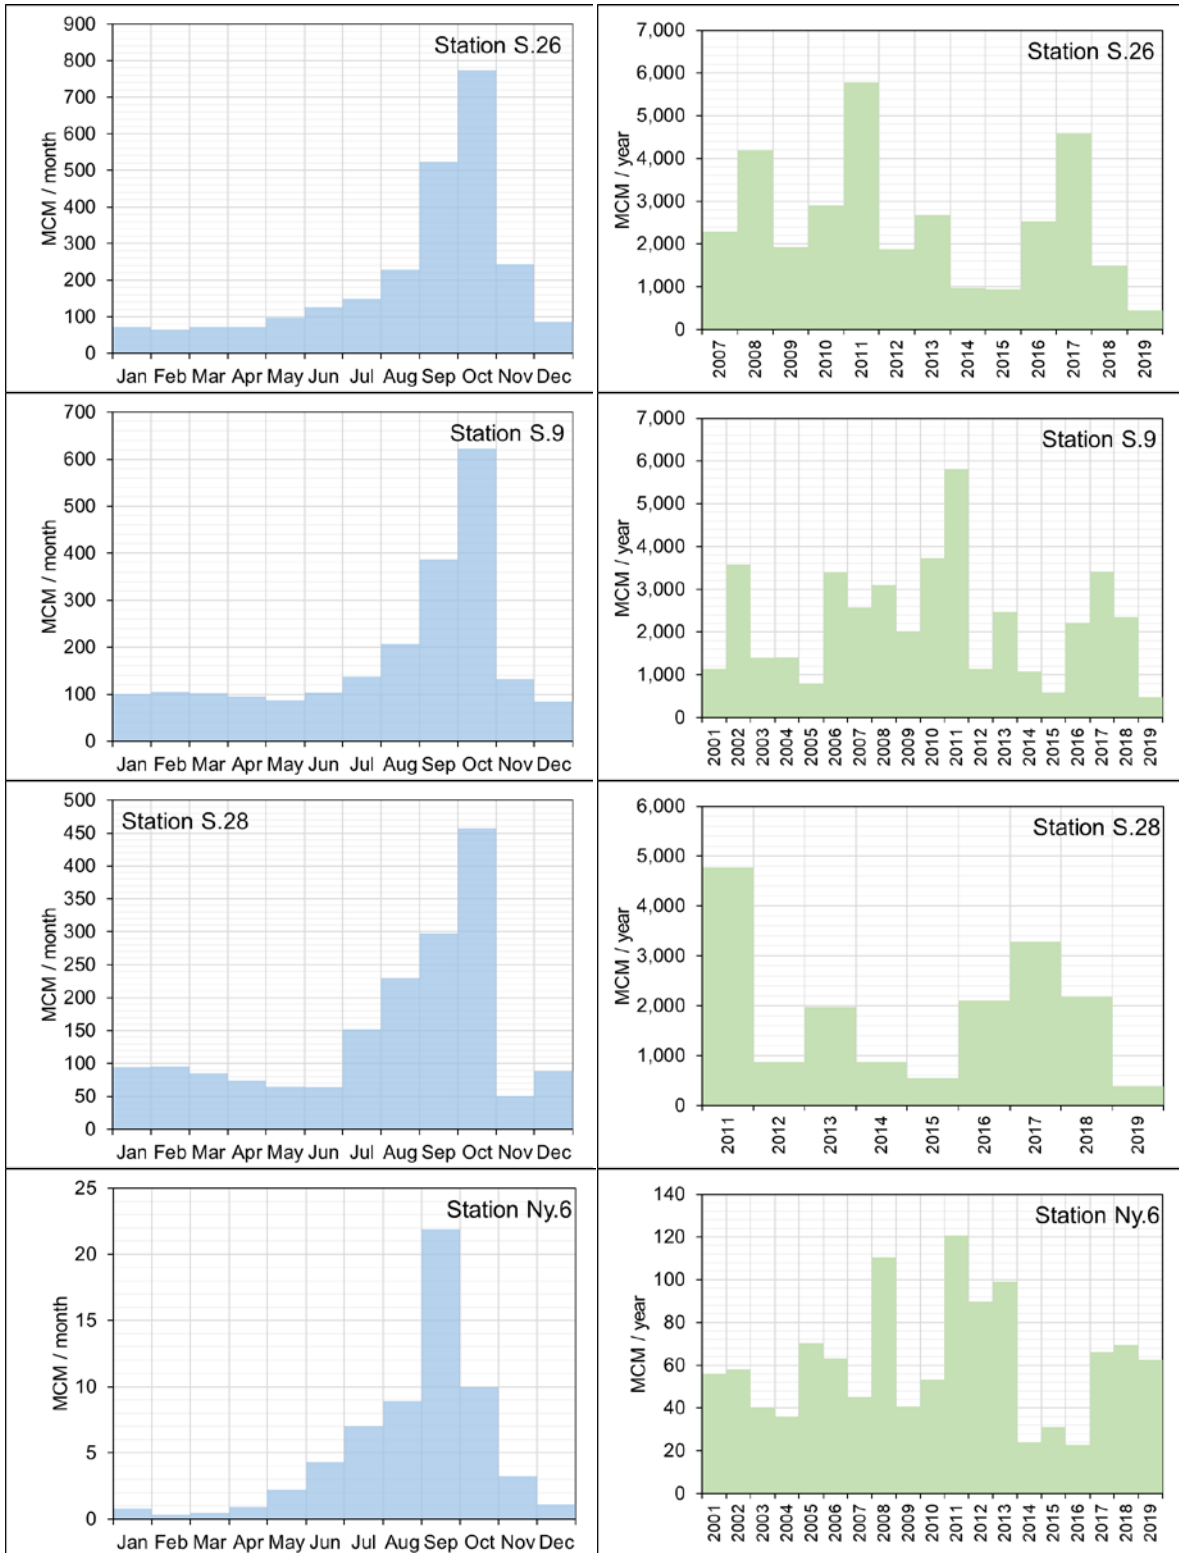 Station S.26
MCM / month
900
800
700
600
500
400
300
200
100
0
Jan Feb Mar Apr May Jun Jul Aug Sep Oct Nov Dec
Station S.26
MCM / year
7,000
6,000
5,000
4,000
3,000
2,000
1,000
0
2007 2008 2009 2010 2011 2012 2013 2014 2015 2016 2017 2018 2019
Station S.9
MCM / month
700
600
500
400
300
200
100
0
Jan Feb Mar Apr May Jun Jul Aug Sep Oct Nov Dec
Station S.9
MCM / year
7,000
6,000
5,000
4,000
3,000
2,000
1,000
0
2001 2002 2003 2004 2005 2006 2007 2008 2009 2010 2011 2012 2013 2014 2015 2016 2017 2018 2019
Station S.28
MCM / month
500
450
400
350
300
250
200
150
100
50
0
Jan Feb Mar Apr May Jun Jul Aug Sep Oct Nov Dec
Station S.28
MCM / year
6,000
5,000
4,000
3,000
2,000
1,000
0
2011 2012 2013 2014 2015 2016 2017 2018 2019
Station Ny.6
MCM / month
25
20
15
10
5
0
Jan Feb Mar Apr May Jun Jul Aug Sep Oct Nov Dec
Station Ny.6
MCM / year
140
120
100
80
60
40
20
0
2001 2002 2003 2004 2005 2006 2007 2008 2009 2010 2011 2012 2013 2014 2015 2016 2017 2018 2019